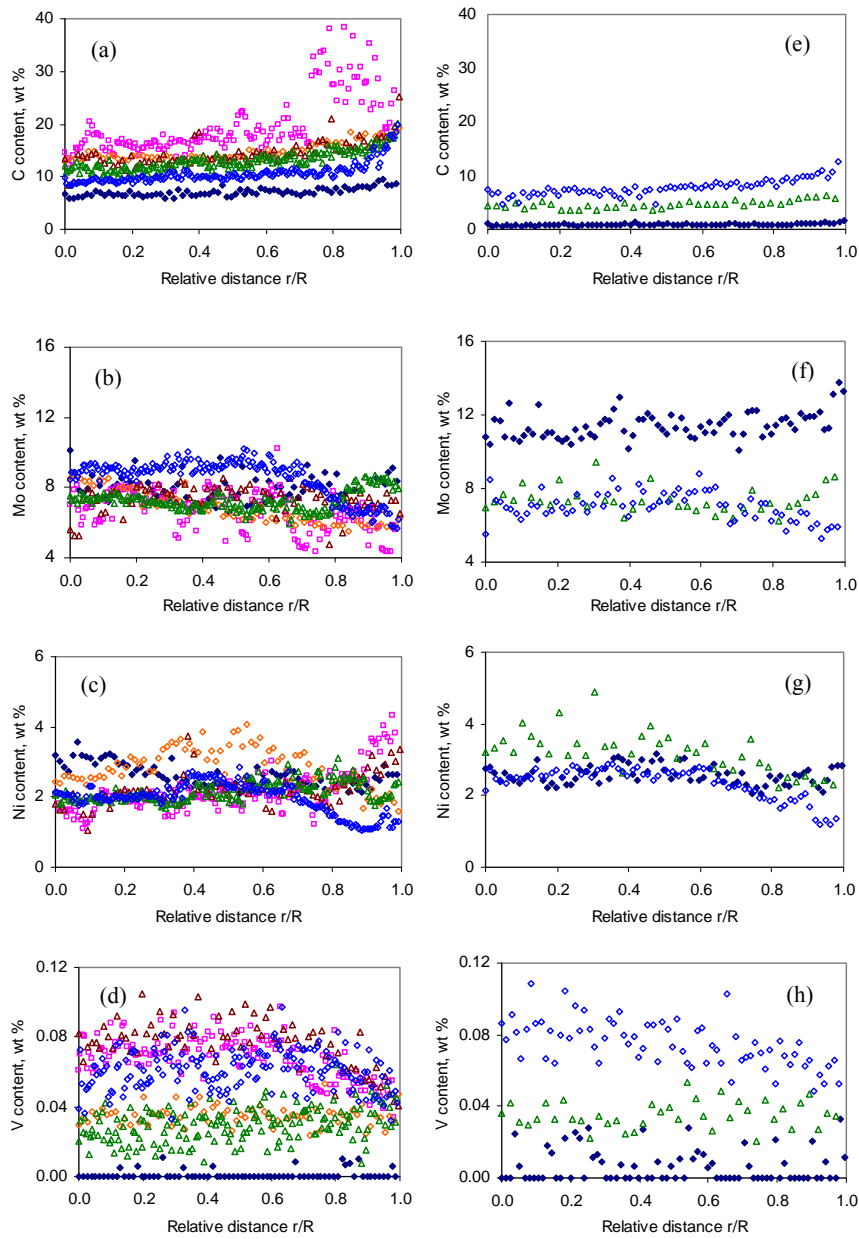 40
30
20
10
0
C content, wt %
(a)
0.0 0.2 0.4 0.6 0.8 1.0
Relative distance r/R
40
30
20
10
0
C content, wt %
(e)
0.0 0.2 0.4 0.6 0.8 1.0
Relative distance r/R
16
12
8
4
Mo content, wt %
(b)
0.0 0.2 0.4 0.6 0.8 1.0
Relative distance r/R
16
12
8
4
Mo content, wt %
(f)
0.0 0.2 0.4 0.6 0.8 1.0
Relative distance r/R
6
4
2
0
Ni content, wt %
(c)
0.0 0.2 0.4 0.6 0.8 1.0
Relative distance r/R
6
4
2
0
Ni content, wt %
(g)
0.0 0.2 0.4 0.6 0.8 1.0
Relative distance r/R
0.12
0.08
0.04
0.00
V content, wt %
(d)
0.0 0.2 0.4 0.6 0.8 1.0
Relative distance r/R
0.12
0.08
0.04
0.00
V content, wt %
(h)
0.0 0.2 0.4 0.6 0.8 1.0
Relative distance r/R